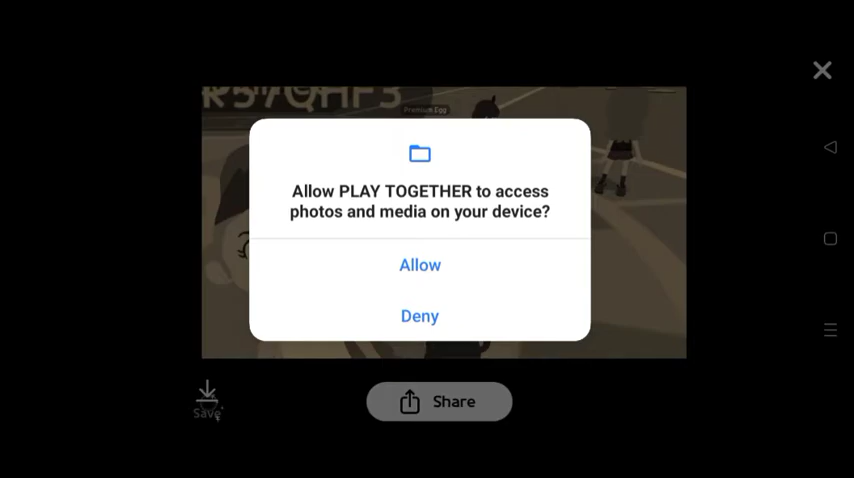 R57QHF3
Premium Egg
Allow PLAY TOGETHER to access
photos and media on your device?
Allow
Deny
Save
Share